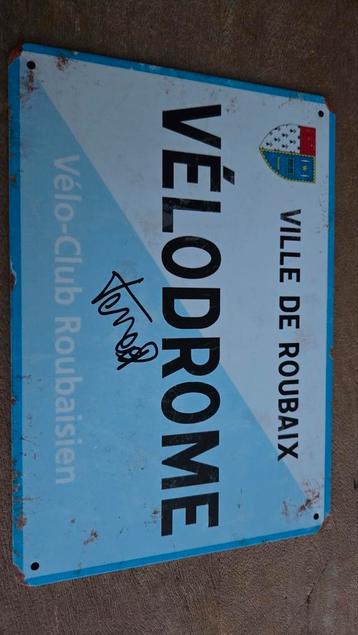 VILLE DE ROUBAIX
VÉLODROME
Vélo-Club Roubaisien